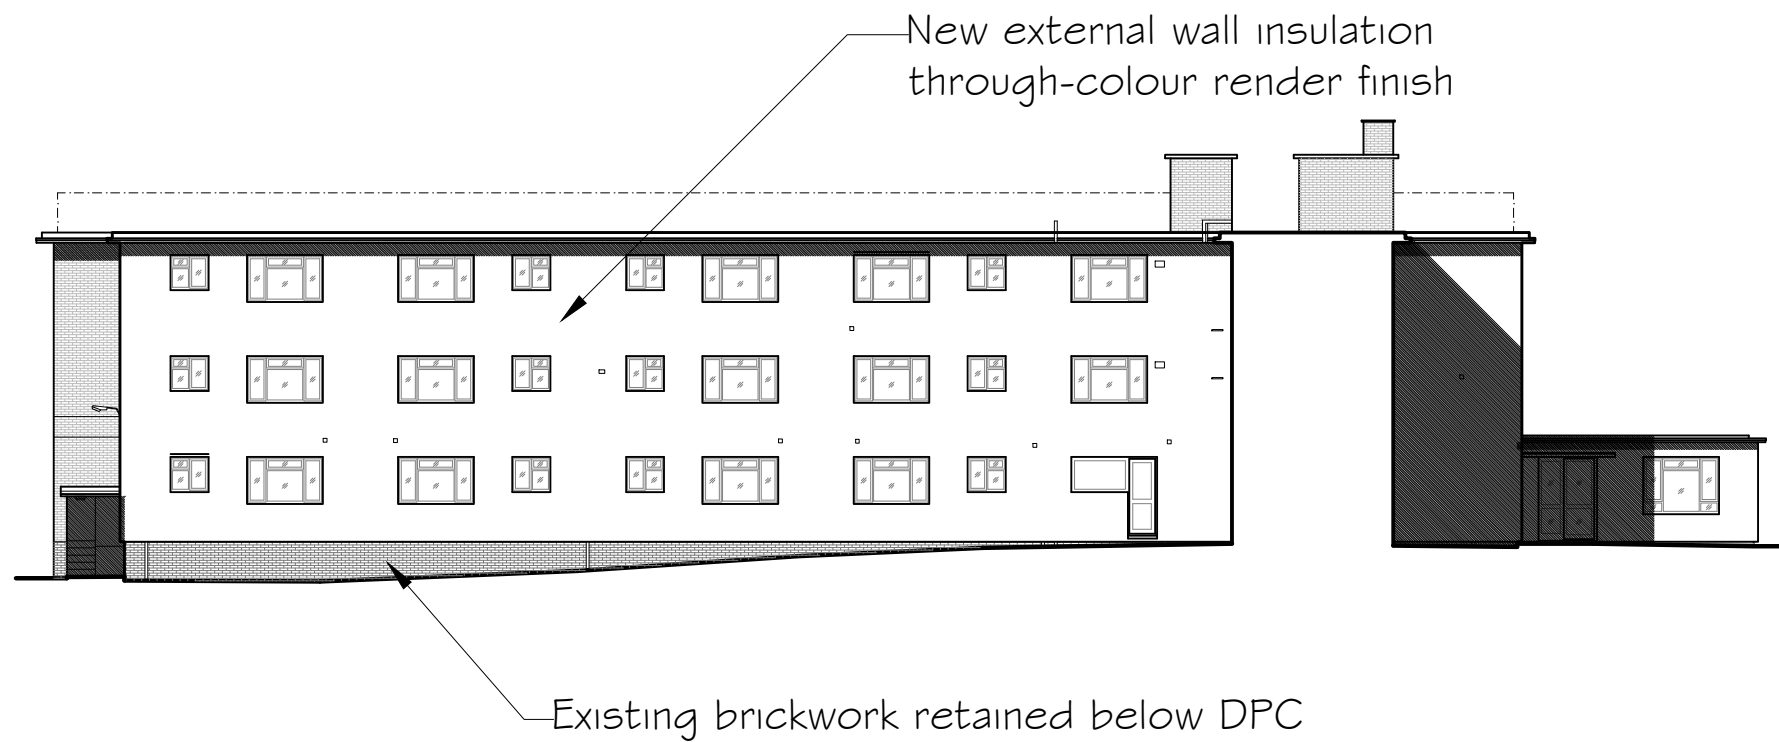 New external wall insulation
through-colour render finish
Existing brickwork retained below DPC